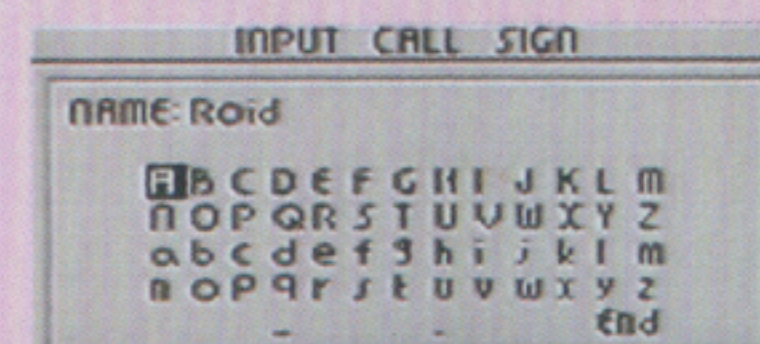 INPUT CALL SIGN
NAME: Roid
A B C D E F G H I J K L M
N O P Q R S T U V W X Y Z
a b c d e f g h i j k l m
n o p q r s t u v w x y z
End